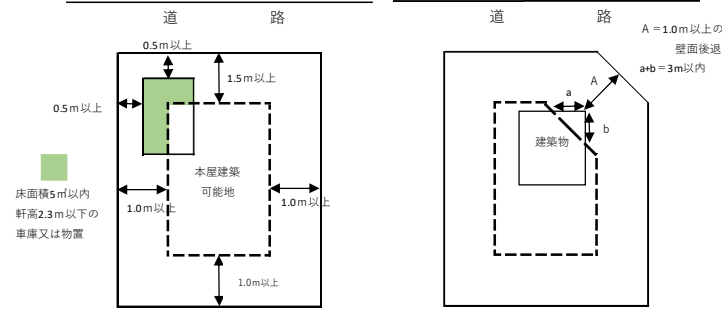 道　路
0.5m以上
1.5m以上
0.5m以上
本屋建築
可能地
1.0m以上
1.0m以上
1.0m以上
床面積5㎡以内
軒高2.3m以下の
車庫又は物置
道　路
A =1.0m以上の
壁面後退
a+b=3m以内
A
a
b
建築物